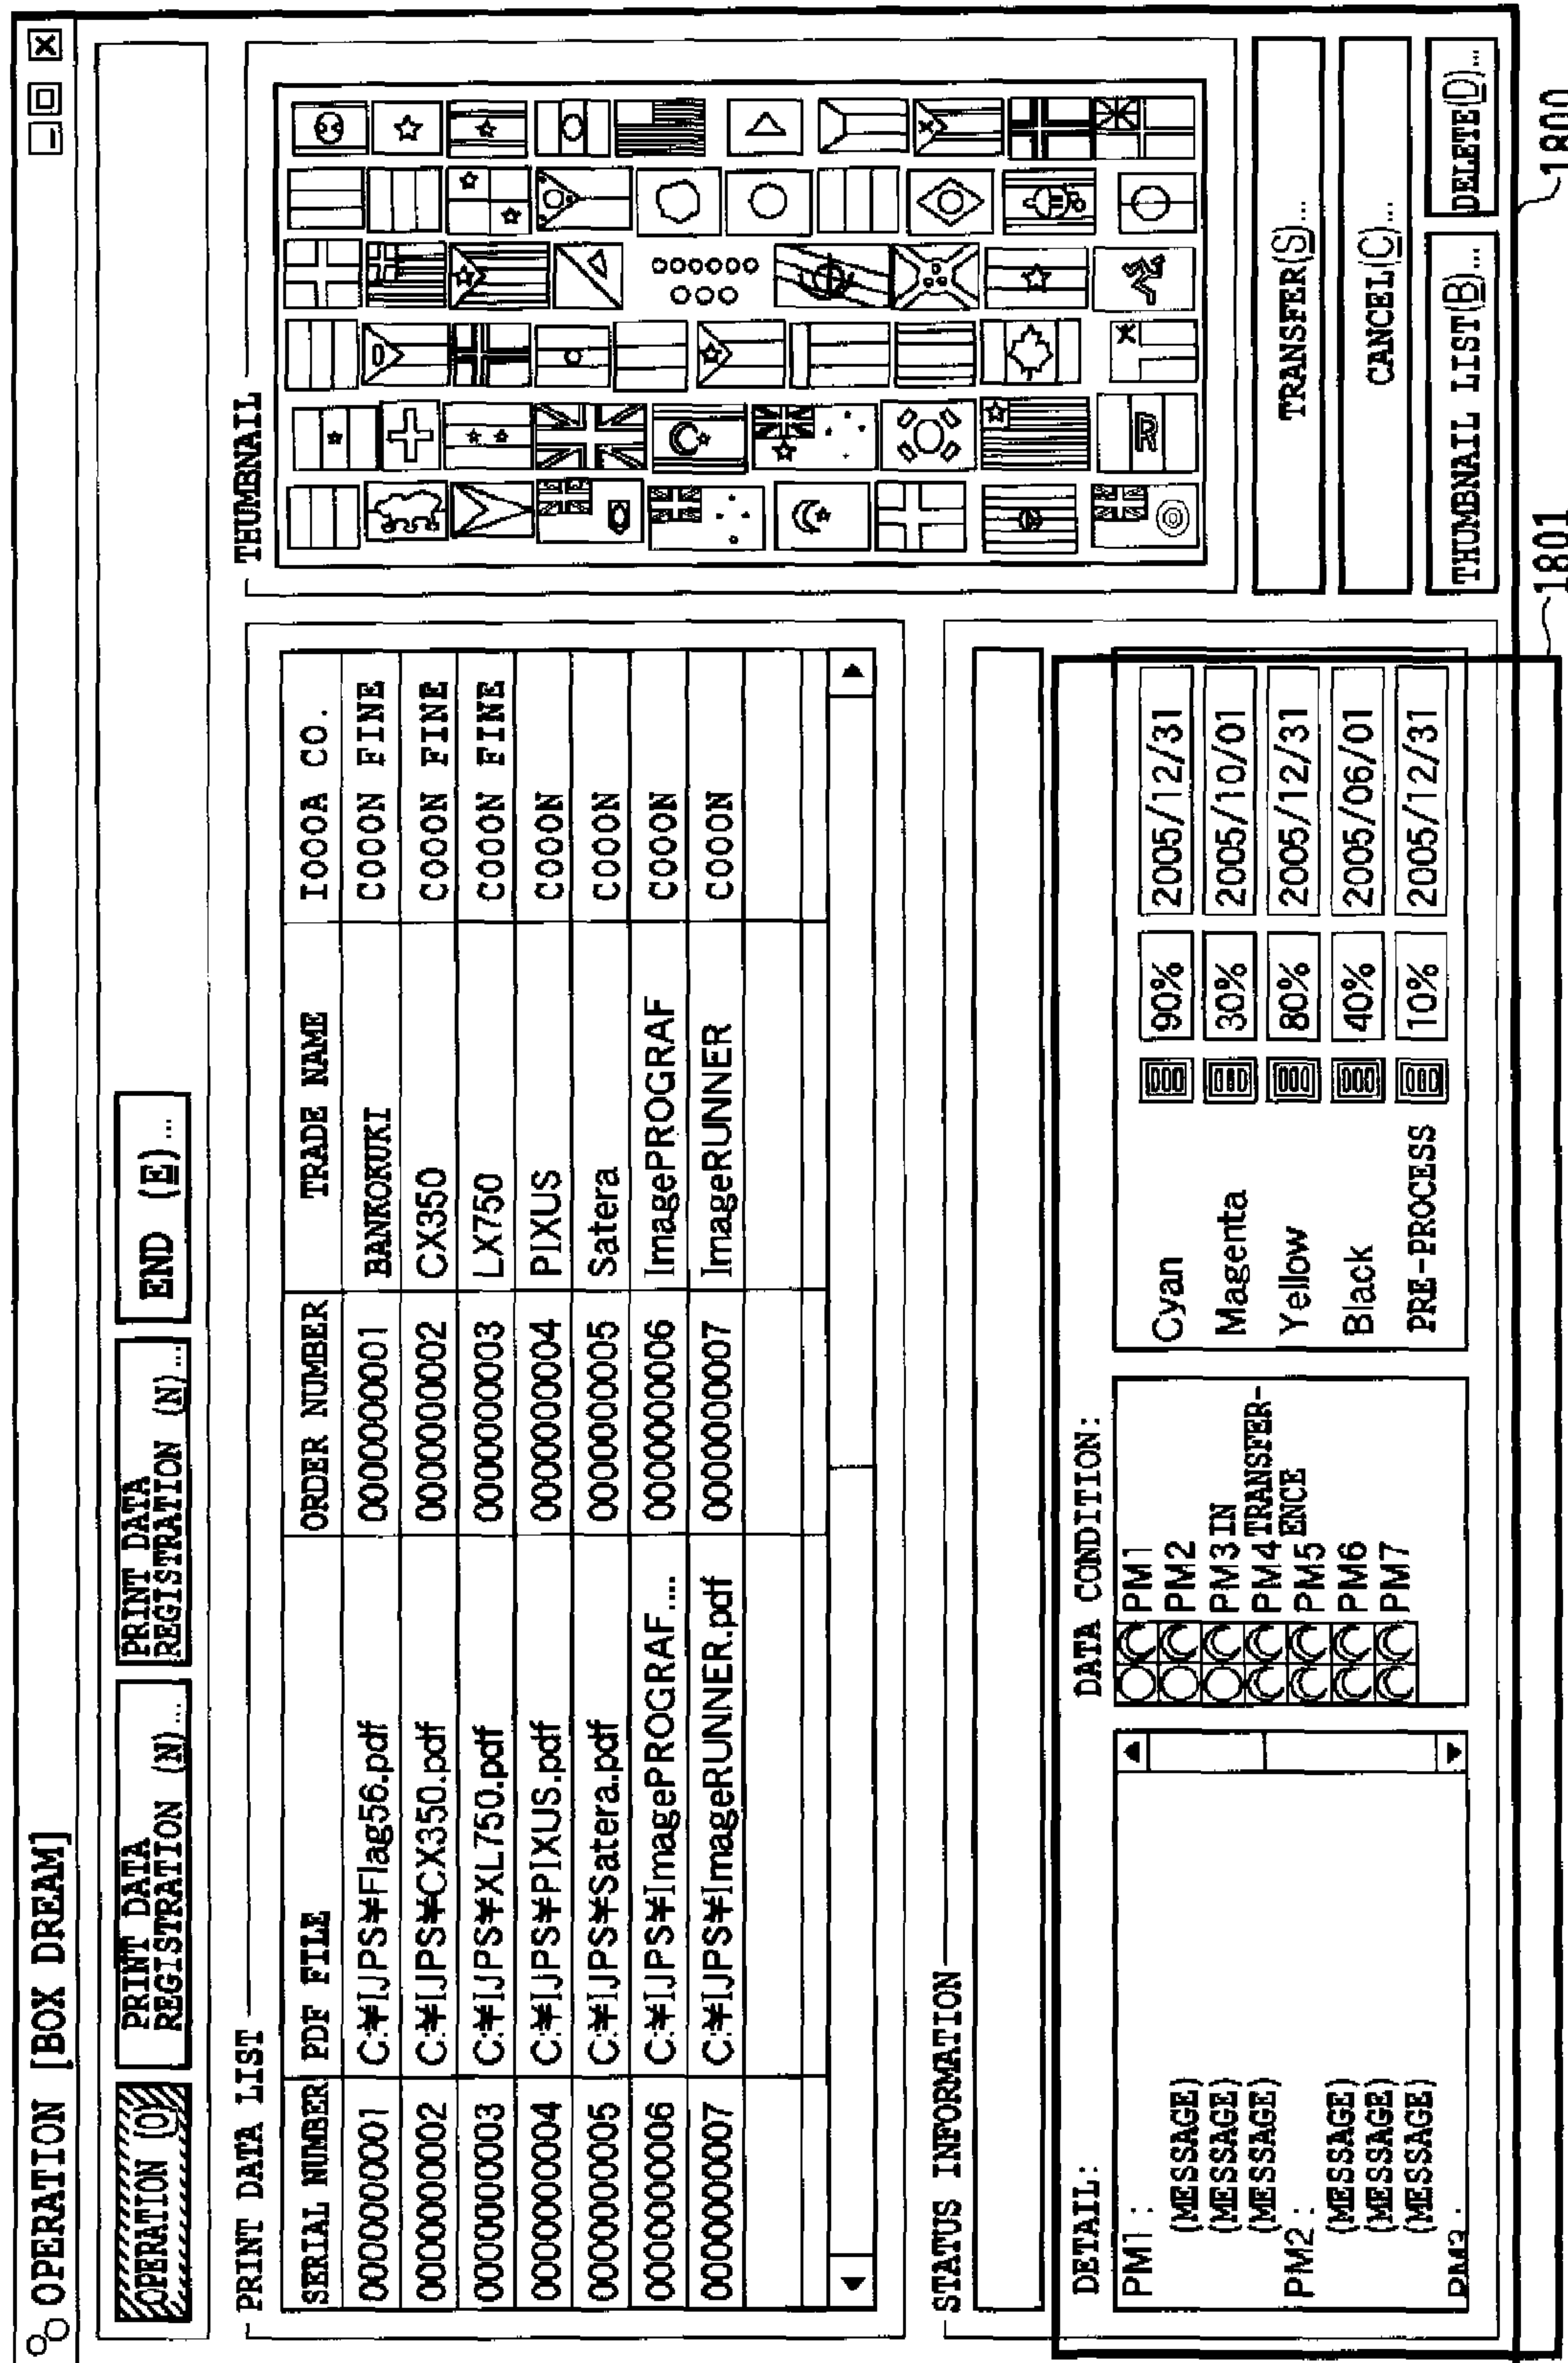 OPERATION [BOX DREAM]
OPERATION (O)
PRINT DATA
REGISTRATION (N)...
PRINT DATA
REGISTRATION (N)...
END (E)...
PRINT DATA LIST
SERIAL NUMBER PDF FILE ORDER NUMBER TRADE NAME IOOOA CO.
0000000001 C:¥IJPS¥Flag56.pdf 0000000001 BANKOKUKI COOON FINE
0000000002 C:¥IJPS¥CX350.pdf 0000000002 CX350 COOON FINE
0000000003 C:¥IJPS¥XL750.pdf 0000000003 LX750 COOON FINE
0000000004 C:¥IJPS¥PIXUS.pdf 0000000004 PIXUS COOON
0000000005 C:¥IJPS¥Satera.pdf 0000000005 Satera COOON
0000000006 C:¥IJPS¥ImagePROGRAF.... 0000000006 ImagePROGRAF COOON
0000000007 C:¥IJPS¥ImageRUNNER.pdf 0000000007 ImageRUNNER COOON
THUMBNAIL
STATUS INFORMATION
DETAIL:
PM1:
(MESSAGE)
(MESSAGE)
(MESSAGE)
PM2:
(MESSAGE)
(MESSAGE)
(MESSAGE)
PM3:
DATA CONDITION:
PM1
PM2
PM3 IN
PM4 TRANSFER-
PM5 ENCE
PM6
PM7
Cyan 90% 2005/12/31
Magenta 30% 2005/10/01
Yellow 80% 2005/12/31
Black 40% 2005/06/01
PRE-PROCESS 10% 2005/12/31
TRANSFER(S)...
CANCEL(C)...
THUMBNAIL LIST(B)...
DELETE(D)...
1801
1800